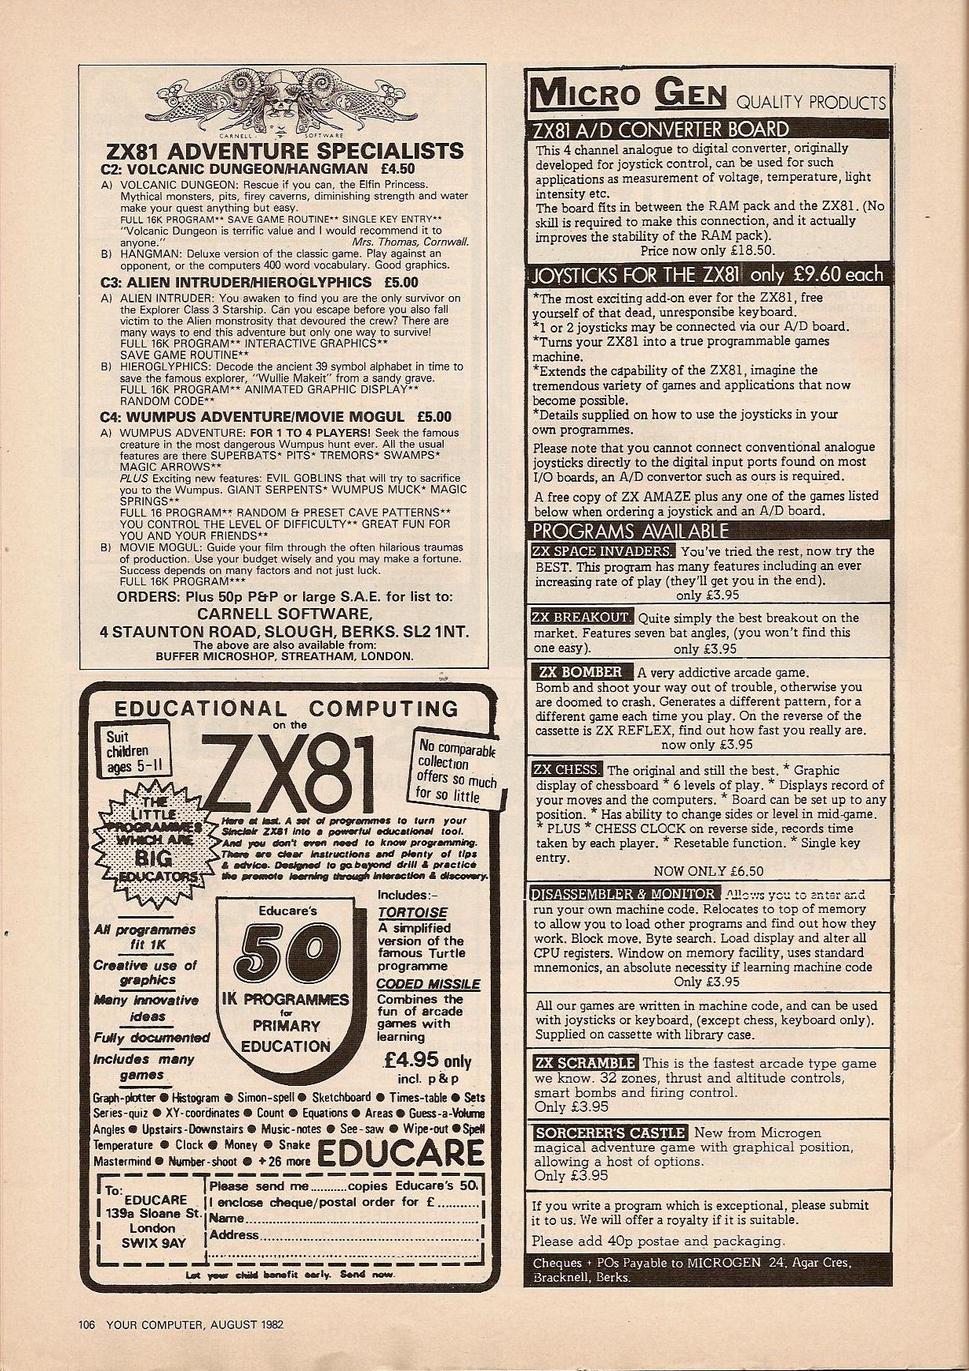 CARNELL SOFTWARE
ZX81 ADVENTURE SPECIALISTS
C2: VOLCANIC DUNGEON/HANGMAN £4.50
A) VOLCANIC DUNGEON: Rescue if you can, the Elfin Princess.
Mythical monsters, pits, firey caverns, diminishing strength and water
make your quest anything but easy.
FULL 16K PROGRAM** SAVE GAME ROUTINE** SINGLE KEY ENTRY**
"Volcanic Dungeon is terrific value and I would recommend it to
anyone." Mrs. Thomas, Cornwall.
B) HANGMAN: Deluxe version of the classic game. Play against an
opponent, or the computers 400 word vocabulary. Good graphics.
C3: ALIEN INTRUDER/HIEROGLYPHICS £5.00
A) ALIEN INTRUDER: You awaken to find you are the only survivor on
the Explorer Class 3 Starship. Can you escape before you also fall
victim to the Alien monstrosity that devoured the crew? There are
many ways to end this adventure but only one way to survive!
FULL 16K PROGRAM** INTERACTIVE GRAPHICS**
SAVE GAME ROUTINE**
B) HIEROGLYPHICS: Decode the ancient 39 symbol alphabet in time to
save the famous explorer, "Wullie Makeit" from a sandy grave.
FULL 16K PROGRAM** ANIMATED GRAPHIC DISPLAY**
RANDOM CODE**
C4: WUMPUS ADVENTURE/MOVIE MOGUL £5.00
A) WUMPUS ADVENTURE: FOR 1 TO 4 PLAYERS! Seek the famous
creature in the most dangerous Wumpus hunt ever. All the usual
features are there SUPERBATS* PITS* TREMORS* SWAMPS*
MAGIC ARROWS**
PLUS Exciting new features: EVIL GOBLINS that will try to sacrifice
you to the Wumpus. GIANT SERPENTS* WUMPUS MUCK* MAGIC
SPRINGS**
FULL 16 PROGRAM** RANDOM & PRESET CAVE PATTERNS**
YOU CONTROL THE LEVEL OF DIFFICULTY** GREAT FUN FOR
YOU AND YOUR FRIENDS**
B) MOVIE MOGUL: Guide your film through the often hilarious traumas
of production. Use your budget wisely and you may make a fortune.
Success depends on many factors and not just luck.
FULL 16K PROGRAM***
ORDERS: Plus 50p P&P or large S.A.E. for list to:
CARNELL SOFTWARE,
4 STAUNTON ROAD, SLOUGH, BERKS. SL2 1NT.
The above are also available from:
BUFFER MICROSHOP, STREATHAM, LONDON.
EDUCATIONAL COMPUTING
on the
ZX81
Suit
children
ages 5-11
No comparable
collection
offers so much
for so little
THE
LITTLE
PROGRAMMES
WHICH ARE
BIG
EDUCATORS
Here at last. A set of programmes to turn your
Sinclair ZX81 into a powerful educational tool.
And you don't even need to know programming.
There are clear instructions and plenty of tips
& advice. Designed to go beyond drill & practice
the promote learning through interaction & discovery.
All programmes
fit 1K
Creative use of
graphics
Many innovative
ideas
Fully documented
Includes many
games
Educare's
50
1K PROGRAMMES
for
PRIMARY
EDUCATION
Includes:-
TORTOISE
A simplified
version of the
famous Turtle
programme
CODED MISSILE
Combines the
fun of arcade
games with
learning
£4.95 only
incl. p & p
Graph-plotter ● Histogram ● Simon-spell ● Sketchboard ● Times-table ● Sets
Series-quiz ● XY-coordinates ● Count ● Equations ● Areas ● Guess-a-Volume
Angles ● Upstairs-Downstairs ● Music-notes ● See-saw ● Wipe-out ● Spell
Temperature ● Clock ● Money ● Snake
Mastermind ● Number-shoot ● +26 more
EDUCARE
To:
EDUCARE
139a Sloane St.
London
SWIX 9AY
Please send me..........copies Educare's 50.
I enclose cheque/postal order for £...........
Name
Address
Let your child benefit early. Send now.
106 YOUR COMPUTER, AUGUST 1982
MICRO GEN QUALITY PRODUCTS
ZX81 A/D CONVERTER BOARD
This 4 channel analogue to digital converter, originally
developed for joystick control, can be used for such
applications as measurement of voltage, temperature, light
intensity etc.
The board fits in between the RAM pack and the ZX81. (No
skill is required to make this connection, and it actually
improves the stability of the RAM pack).
Price now only £18.50.
JOYSTICKS FOR THE ZX81 only £9.60 each
*The most exciting add-on ever for the ZX81, free
yourself of that dead, unresponsibe keyboard.
*1 or 2 joysticks may be connected via our A/D board.
*Turns your ZX81 into a true programmable games
machine.
*Extends the capability of the ZX81, imagine the
tremendous variety of games and applications that now
become possible.
*Details supplied on how to use the joysticks in your
own programmes.
Please note that you cannot connect conventional analogue
joysticks directly to the digital input ports found on most
I/O boards, an A/D convertor such as ours is required.
A free copy of ZX AMAZE plus any one of the games listed
below when ordering a joystick and an A/D board.
PROGRAMS AVAILABLE
ZX SPACE INVADERS. You've tried the rest, now try the
BEST. This program has many features including an ever
increasing rate of play (they'll get you in the end).
only £3.95
ZX BREAKOUT. Quite simply the best breakout on the
market. Features seven bat angles, (you won't find this
one easy). only £3.95
ZX BOMBER A very addictive arcade game.
Bomb and shoot your way out of trouble, otherwise you
are doomed to crash. Generates a different pattern, for a
different game each time you play. On the reverse of the
cassette is ZX REFLEX, find out how fast you really are.
now only £3.95
ZX CHESS. The original and still the best. * Graphic
display of chessboard * 6 levels of play. * Displays record of
your moves and the computers. * Board can be set up to any
position. * Has ability to change sides or level in mid-game.
* PLUS * CHESS CLOCK on reverse side, records time
taken by each player. * Resetable function. * Single key
entry.
NOW ONLY £6.50
DISASSEMBLER & MONITOR Allows you to enter and
run your own machine code. Relocates to top of memory
to allow you to load other programs and find out how they
work. Block move. Byte search. Load display and alter all
CPU registers. Window on memory facility, uses standard
mnemonics, an absolute necessity if learning machine code
Only £3.95
All our games are written in machine code, and can be used
with joysticks or keyboard, (except chess, keyboard only).
Supplied on cassette with library case.
ZX SCRAMBLE This is the fastest arcade type game
we know. 32 zones, thrust and altitude controls,
smart bombs and firing control.
Only £3.95
SORCERER'S CASTLE New from Microgen
magical adventure game with graphical position,
allowing a host of options.
Only £3.95
If you write a program which is exceptional, please submit
it to us. We will offer a royalty if it is suitable.
Please add 40p postae and packaging.
Cheques + POs Payable to MICROGEN 24, Agar Cres,
Bracknell, Berks.